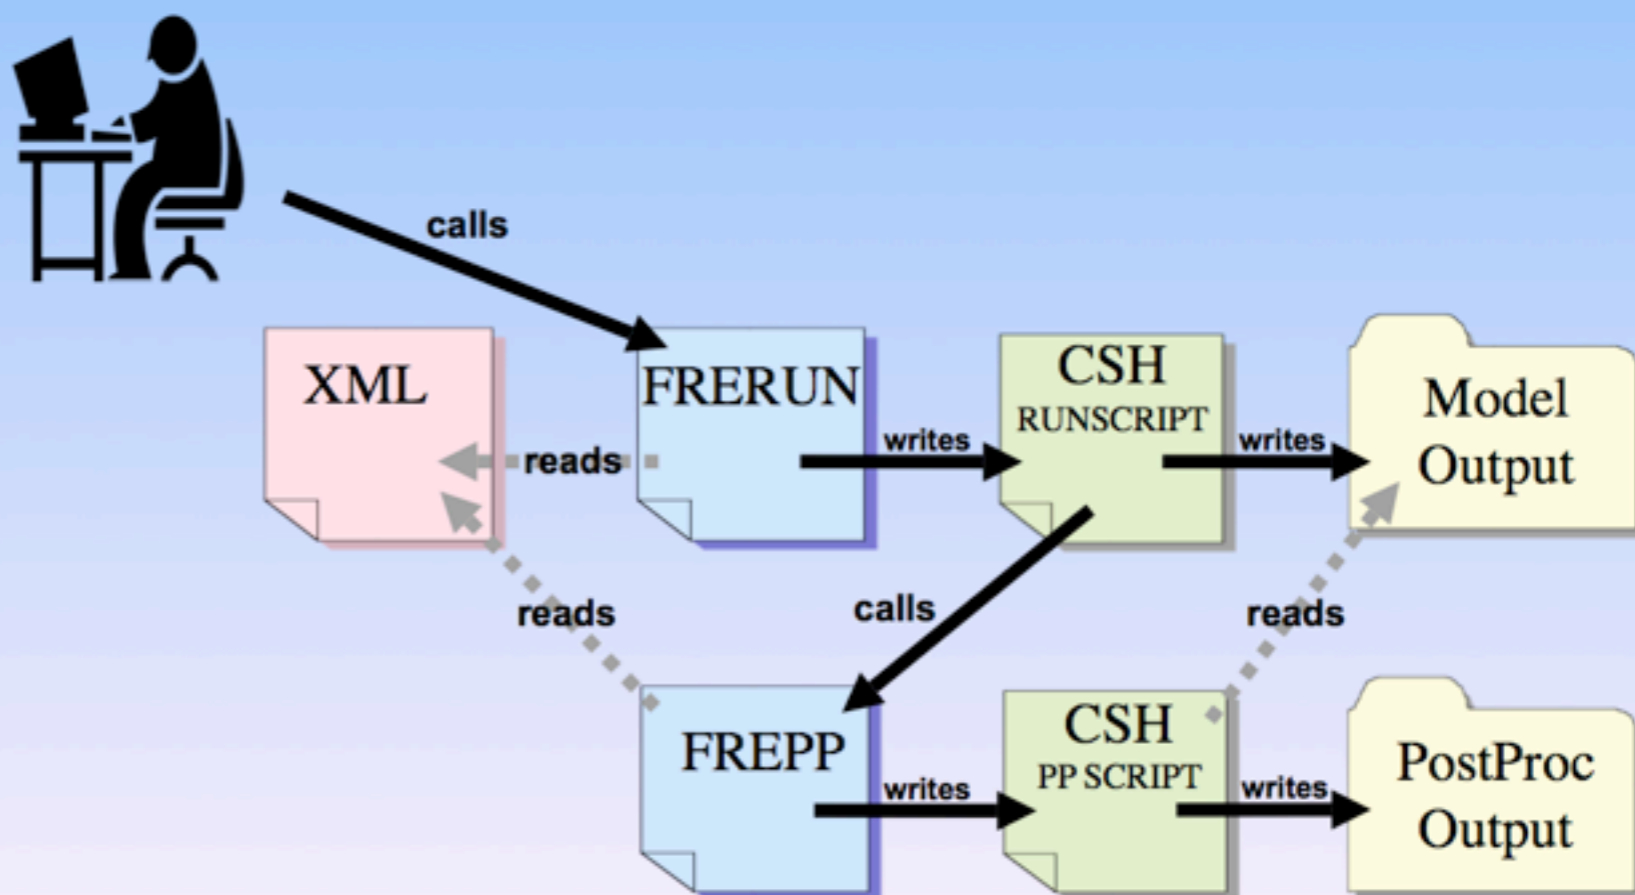 calls
XML
FRERUN
CSH
RUNSCRIPT
Model
Output
reads
writes
writes
reads
calls
reads
FREPP
CSH
PP SCRIPT
PostProc
Output
writes
writes